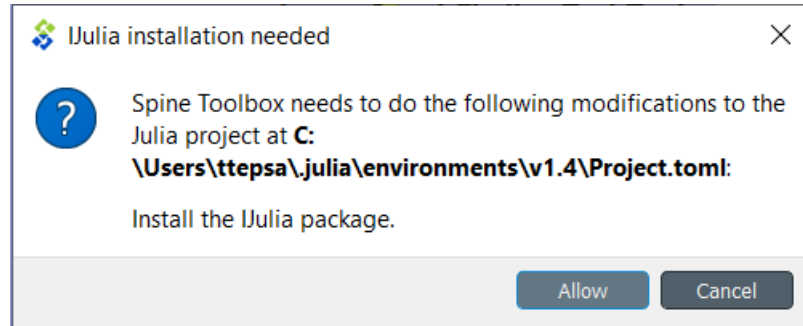 IJulia installation needed
?
Spine Toolbox needs to do the following modifications to the
Julia project at C:
\Users\ttepsa\.julia\environments\v1.4\Project.toml:
Install the IJulia package.
Allow
Cancel